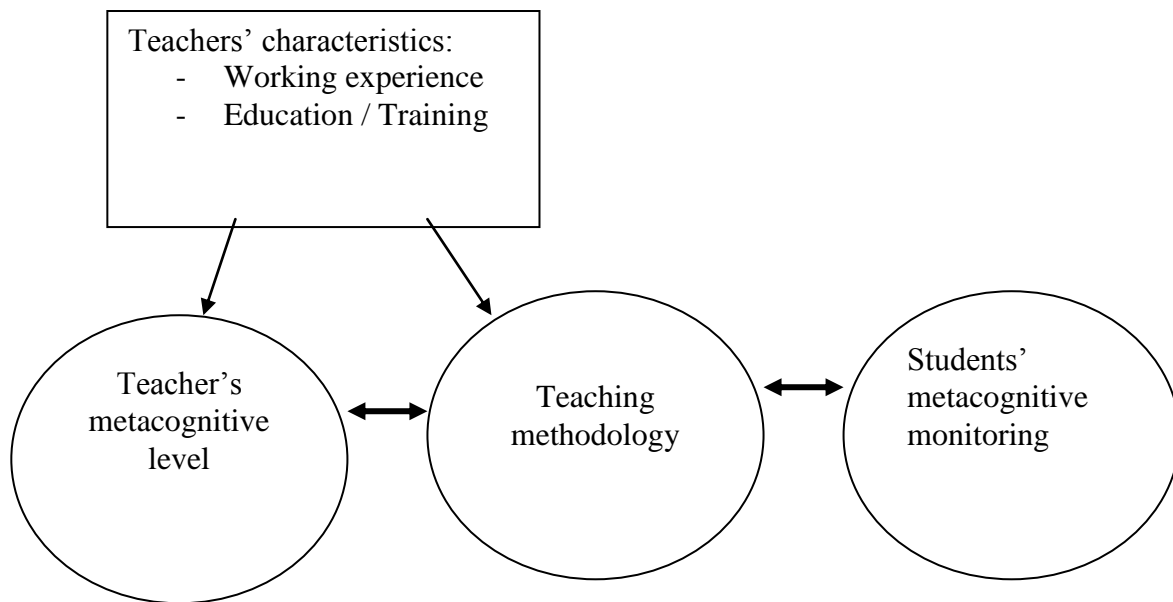 Teachers’ characteristics:
- Working experience
- Education / Training
Teacher’s
metacognitive
level
Teaching
methodology
Students’
metacognitive
monitoring